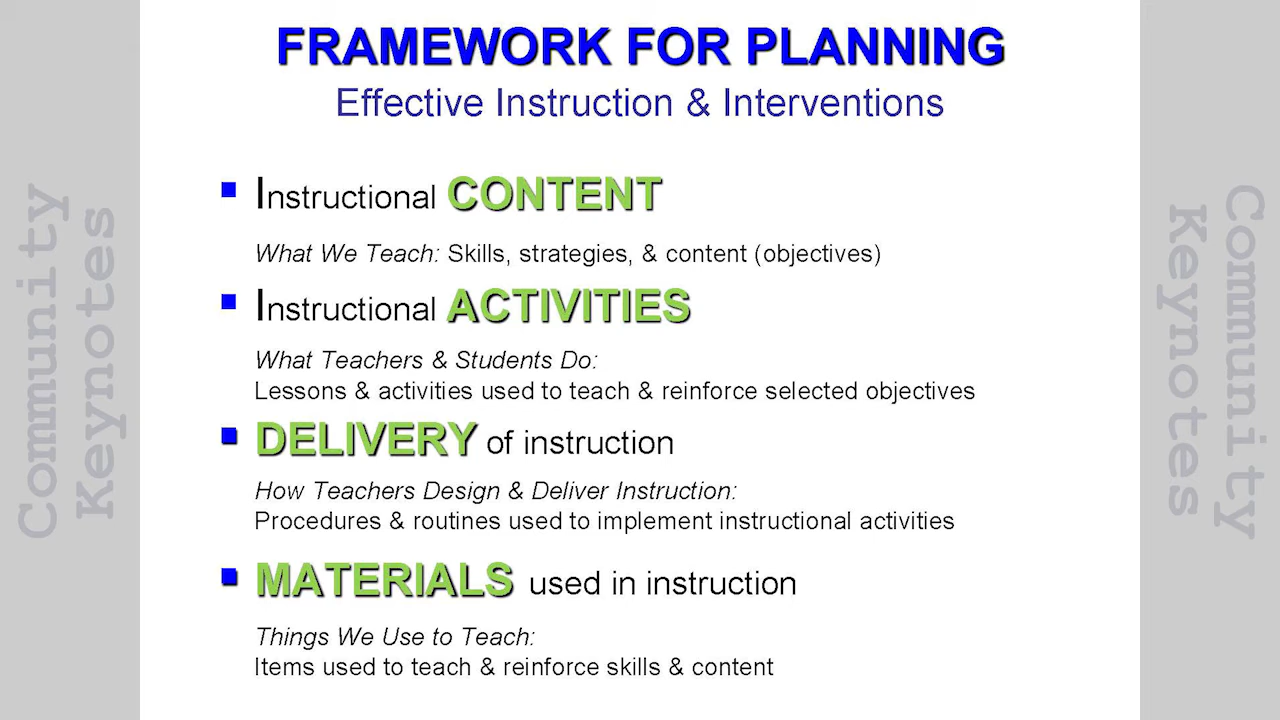 FRAMEWORK FOR PLANNING
Effective Instruction & Interventions
Community
Keynotes
▪ Instructional CONTENT
What We Teach: Skills, strategies, & content (objectives)
▪ Instructional ACTIVITIES
What Teachers & Students Do:
Lessons & activities used to teach & reinforce selected objectives
▪ DELIVERY of instruction
How Teachers Design & Deliver Instruction:
Procedures & routines used to implement instructional activities
▪ MATERIALS used in instruction
Things We Use to Teach:
Items used to teach & reinforce skills & content
Community
Keynotes